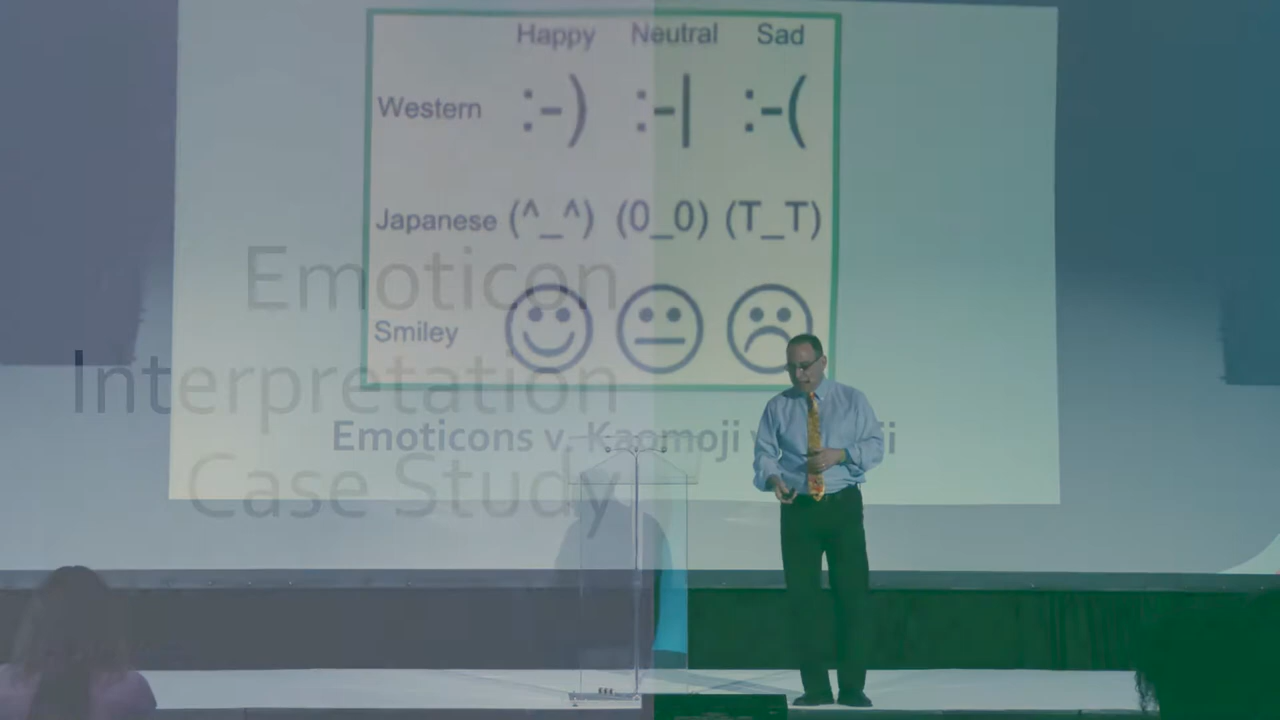 Happy Neutral Sad
Western :-) :-| :-(
Japanese (^_^) (0_0) (T_T)
Smiley
Emoticons v. Kaomoji
Emoticon
Interpretation
Case Study